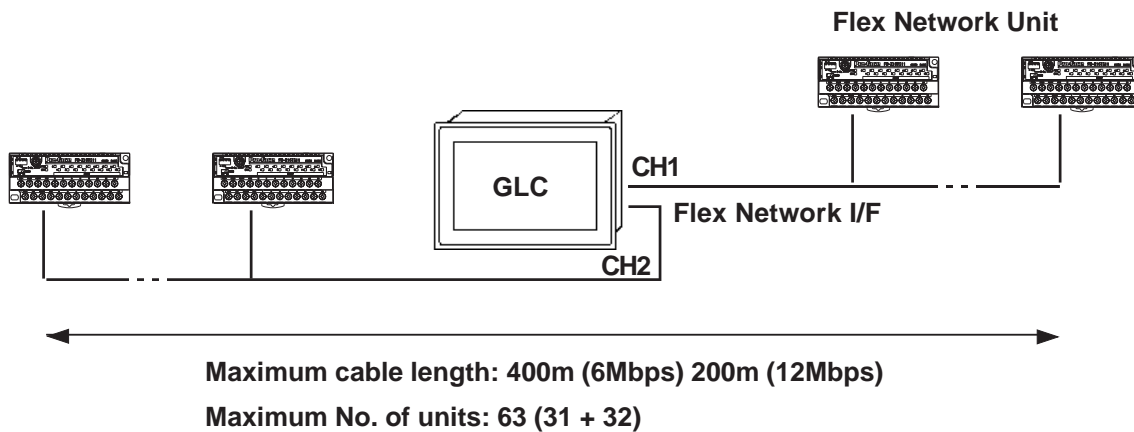 Flex Network Unit
CH1
GLC
Flex Network I/F
CH2
Maximum cable length: 400m (6Mbps) 200m (12Mbps)
Maximum No. of units: 63 (31 + 32)